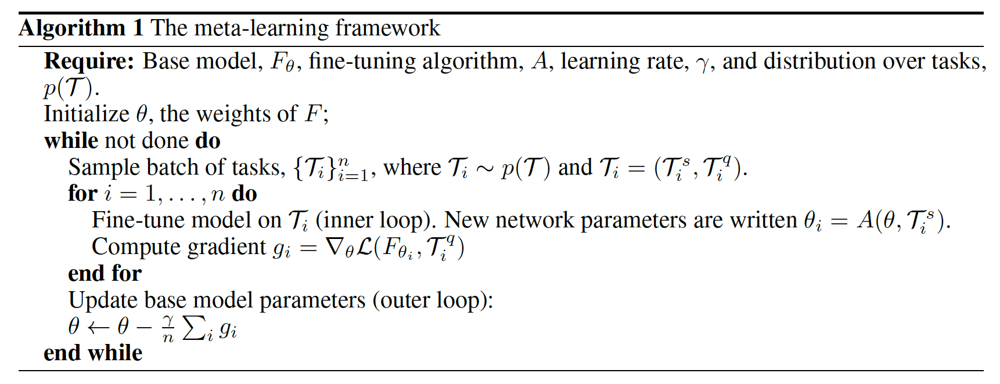 Algorithm 1 The meta-learning framework
Require: Base model, $F_\theta$, fine-tuning algorithm, $A$, learning rate, $\gamma$, and distribution over tasks,
$p(\mathcal{T})$.
Initialize $\theta$, the weights of $F$;
while not done do
Sample batch of tasks, $\{\mathcal{T}_i\}_{i=1}^n$, where $\mathcal{T}_i \sim p(\mathcal{T})$ and $\mathcal{T}_i = (\mathcal{T}_i^s, \mathcal{T}_i^q)$.
for $i = 1, \ldots, n$ do
Fine-tune model on $\mathcal{T}_i$ (inner loop). New network parameters are written $\theta_i = A(\theta, \mathcal{T}_i^s)$.
Compute gradient $g_i = \nabla_\theta \mathcal{L}(F_{\theta_i}, \mathcal{T}_i^q)$
end for
Update base model parameters (outer loop):
$\theta \leftarrow \theta - \frac{\gamma}{n} \sum_i g_i$
end while